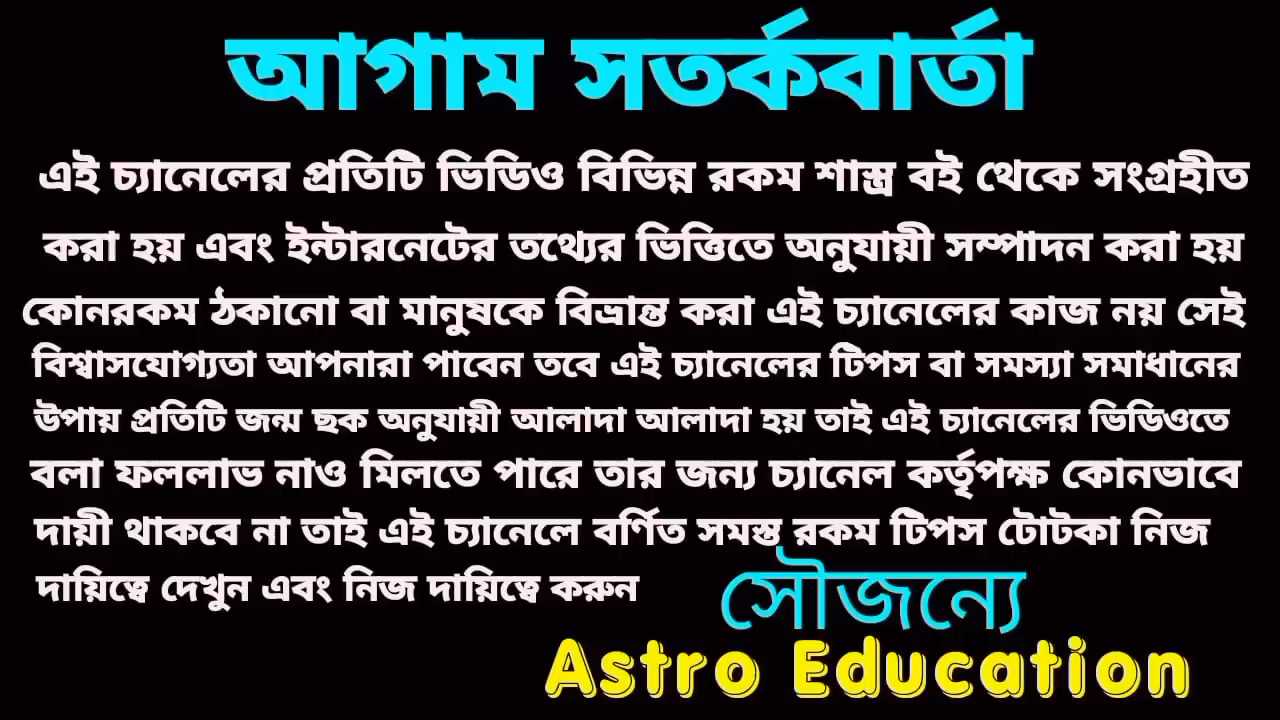 আগাম সতর্কবার্তা
এই চ্যানেলের প্রতিটি ভিডিও বিভিন্ন রকম শাস্ত্র বই থেকে সংগ্রহীত
করা হয় এবং ইন্টারনেটের তথ্যের ভিত্তিতে অনুযায়ী সম্পাদন করা হয়
কোনরকম ঠকানো বা মানুষকে বিভ্রান্ত করা এই চ্যানেলের কাজ নয় সেই
বিশ্বাসযোগ্যতা আপনারা পাবেন তবে এই চ্যানেলের টিপস বা সমস্যা সমাধানের
উপায় প্রতিটি জন্ম ছক অনুযায়ী আলাদা আলাদা হয় তাই এই চ্যানেলের ভিডিওতে
বলা ফললাভ নাও মিলতে পারে তার জন্য চ্যানেল কর্তৃপক্ষ কোনভাবে
দায়ী থাকবে না তাই এই চ্যানেলে বর্ণিত সমস্ত রকম টিপস টোটকা নিজ
দায়িত্বে দেখুন এবং নিজ দায়িত্বে করুন
সৌজন্যে
Astro Education